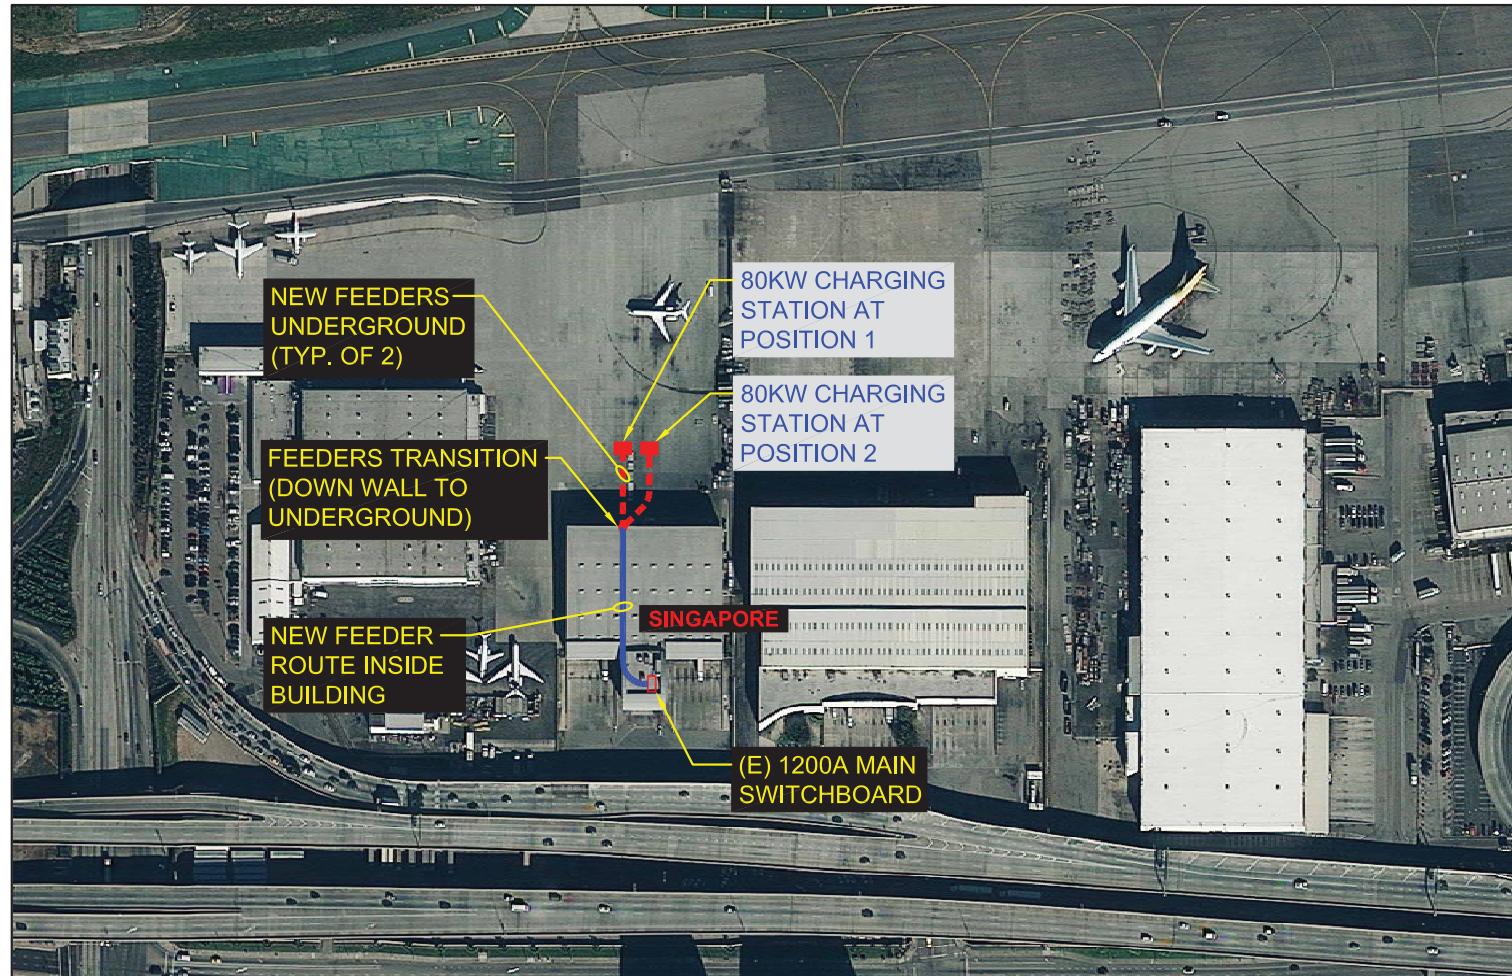 NEW FEEDERS
UNDERGROUND
(TYP. OF 2)
80KW CHARGING
STATION AT
POSITION 1
80KW CHARGING
STATION AT
POSITION 2
FEEDERS TRANSITION
(DOWN WALL TO
UNDERGROUND)
SINGAPORE
NEW FEEDER
ROUTE INSIDE
BUILDING
(E) 1200A MAIN
SWITCHBOARD